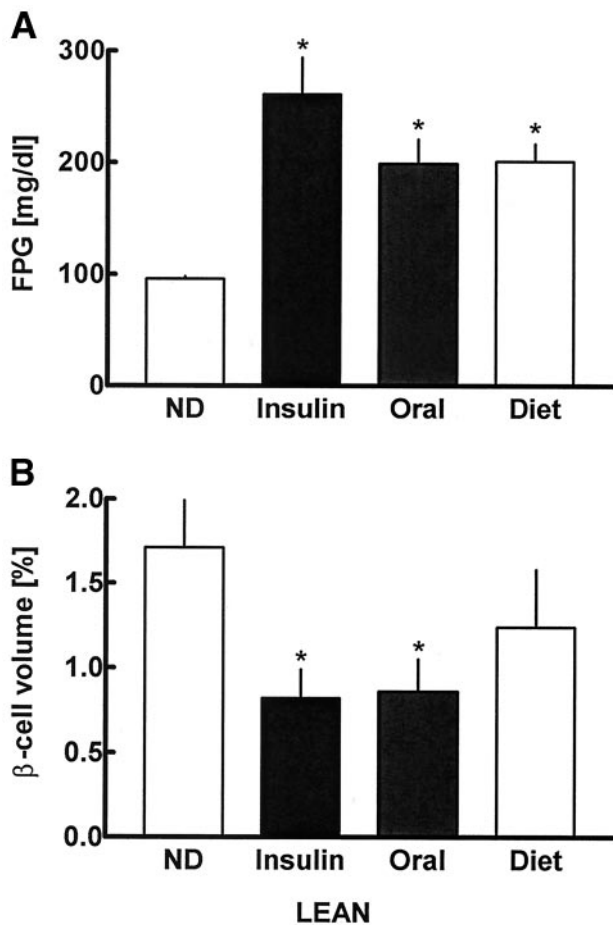 A
300
200
100
0
FPG [mg/dl]
*
*
*
ND Insulin Oral Diet
B
2.0
1.5
1.0
0.5
0.0
β-cell volume [%]
*
*
ND Insulin Oral Diet
LEAN